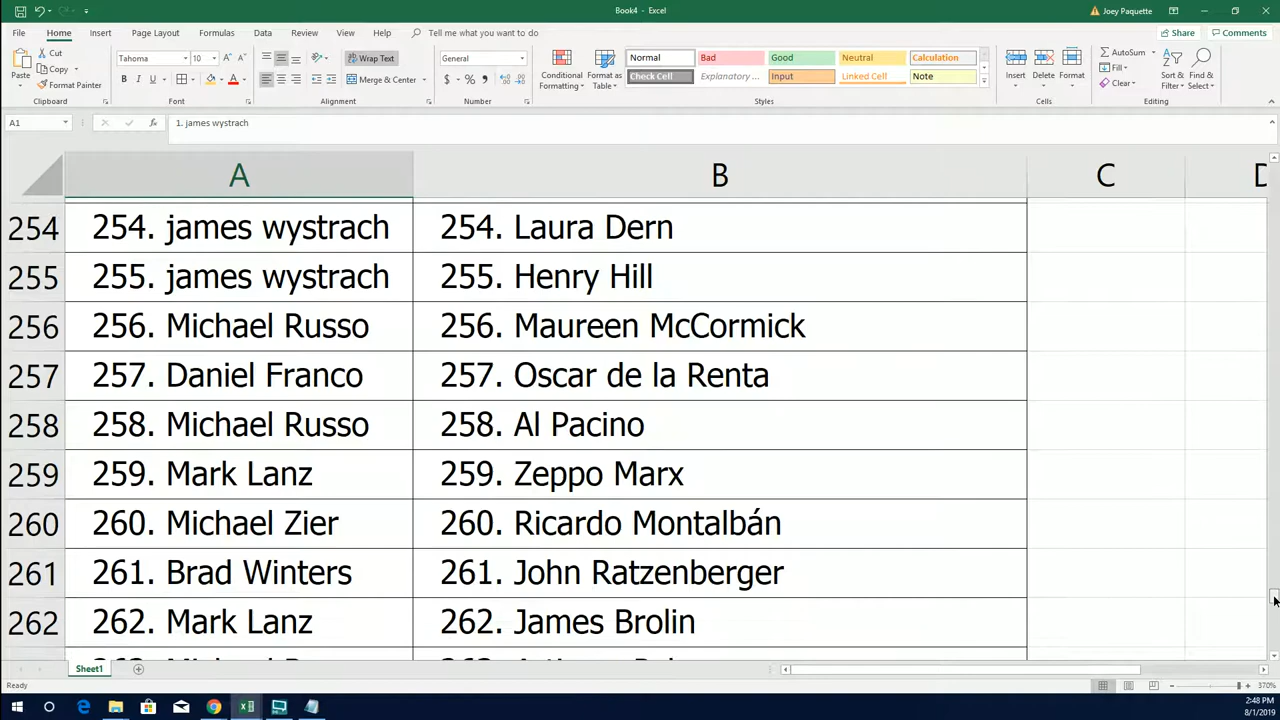 Book4 - Excel
Joey Paquette
File Home Insert Page Layout Formulas Data Review View Help Tell me what you want to do Share Comments
Paste Cut Copy Format Painter Clipboard
Tahoma 10 B I U A Font
Wrap Text Merge & Center Alignment
General $ % , Number
Conditional Formatting Format as Table
Normal Bad Good Neutral Calculation
Check Cell Explanatory ... Input Linked Cell Note
Styles
Insert Delete Format Cells
AutoSum Fill Clear Sort & Filter Find & Select Editing
A1 fx 1. james wystrach
A B C D
254 254. james wystrach 254. Laura Dern
255 255. james wystrach 255. Henry Hill
256 256. Michael Russo 256. Maureen McCormick
257 257. Daniel Franco 257. Oscar de la Renta
258 258. Michael Russo 258. Al Pacino
259 259. Mark Lanz 259. Zeppo Marx
260 260. Michael Zier 260. Ricardo Montalbán
261 261. Brad Winters 261. John Ratzenberger
262 262. Mark Lanz 262. James Brolin
Sheet1
Ready 370%
2:48 PM
8/1/2019